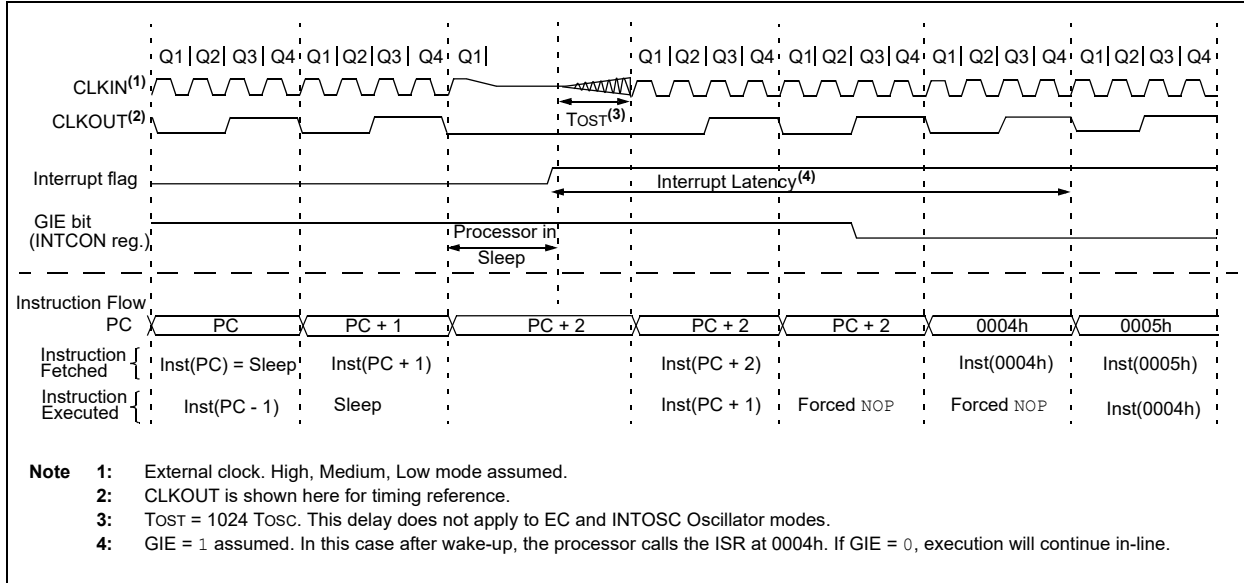 Q1 Q2 Q3 Q4 Q1 Q2 Q3 Q4 Q1 Q1 Q2 Q3 Q4 Q1 Q2 Q3 Q4 Q1 Q2 Q3 Q4 Q1 Q2 Q3 Q4
CLKIN(1)
TOST(3)
CLKOUT(2)
Interrupt flag
Interrupt Latency(4)
GIE bit
(INTCON reg.)
Processor in
Sleep
Instruction Flow
PC PC PC + 1 PC + 2 PC + 2 PC + 2 0004h 0005h
Instruction
Fetched
Inst(PC) = Sleep Inst(PC + 1) Inst(PC + 2) Inst(0004h) Inst(0005h)
Instruction
Executed
Inst(PC - 1) Sleep Inst(PC + 1) Forced NOP Forced NOP Inst(0004h)
Note 1: External clock. High, Medium, Low mode assumed.
2: CLKOUT is shown here for timing reference.
3: TOST = 1024 TOSC. This delay does not apply to EC and INTOSC Oscillator modes.
4: GIE = 1 assumed. In this case after wake-up, the processor calls the ISR at 0004h. If GIE = 0, execution will continue in-line.